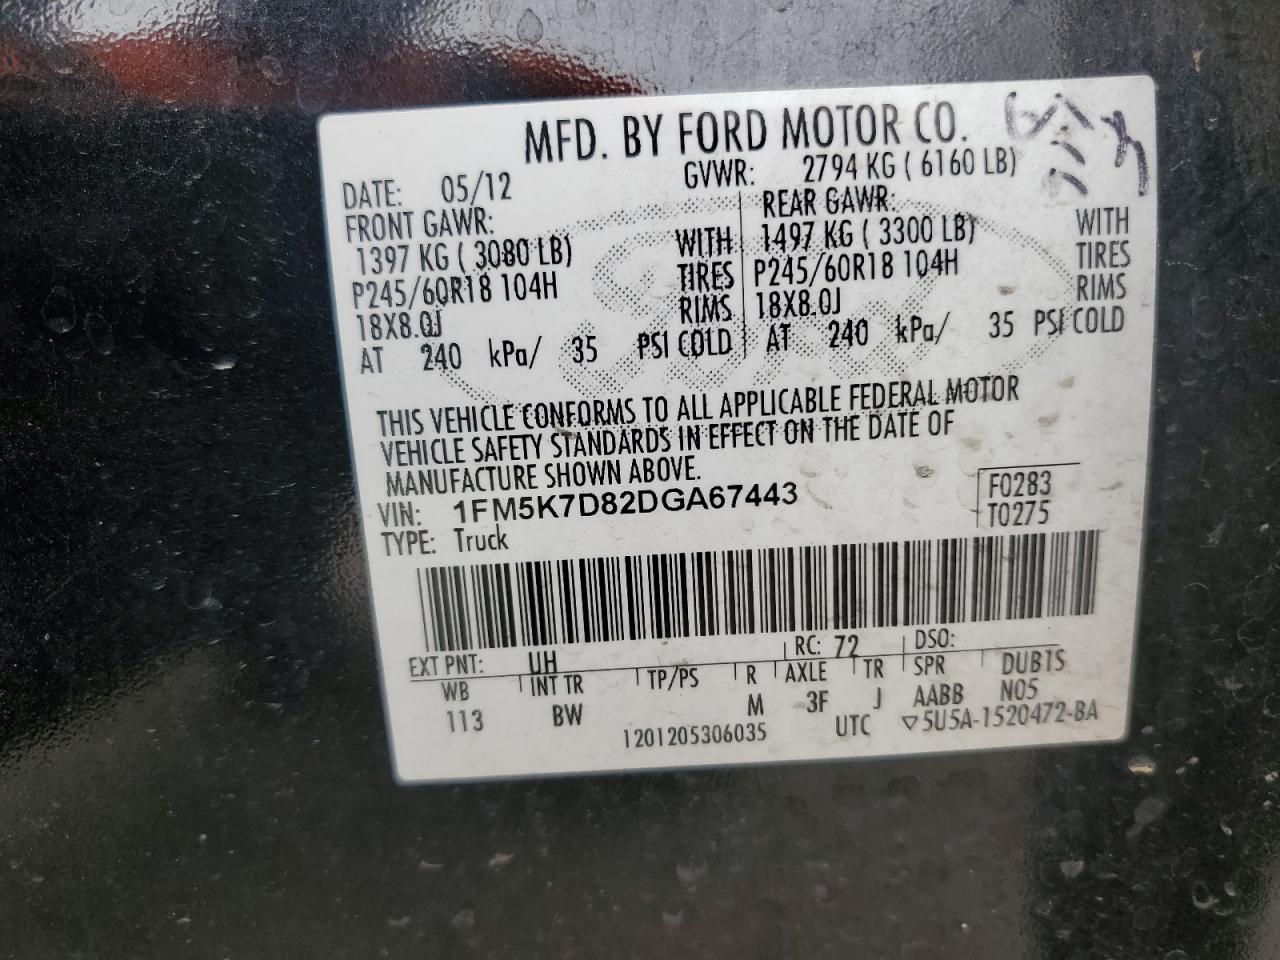 MFD. BY FORD MOTOR CO.
DATE: 05/12 GVWR: 2794 KG ( 6160 LB)
FRONT GAWR: REAR GAWR:
1397 KG ( 3080 LB) WITH 1497 KG ( 3300 LB) WITH
P245/60R18 104H TIRES P245/60R18 104H TIRES
18X8.0J RIMS 18X8.0J RIMS
AT 240 kPa/ 35 PSI COLD AT 240 kPa/ 35 PSI COLD
THIS VEHICLE CONFORMS TO ALL APPLICABLE FEDERAL MOTOR
VEHICLE SAFETY STANDARDS IN EFFECT ON THE DATE OF
MANUFACTURE SHOWN ABOVE.
VIN: 1FM5K7D82DGA67443 F0283
TYPE: Truck T0275
EXT PNT: UH RC: 72 DSO:
WB INT TR TP/PS R AXLE TR SPR DUB1S
113 BW M 3F J AABB N05
1201205306035 UTC ▽5U5A-1520472-BA